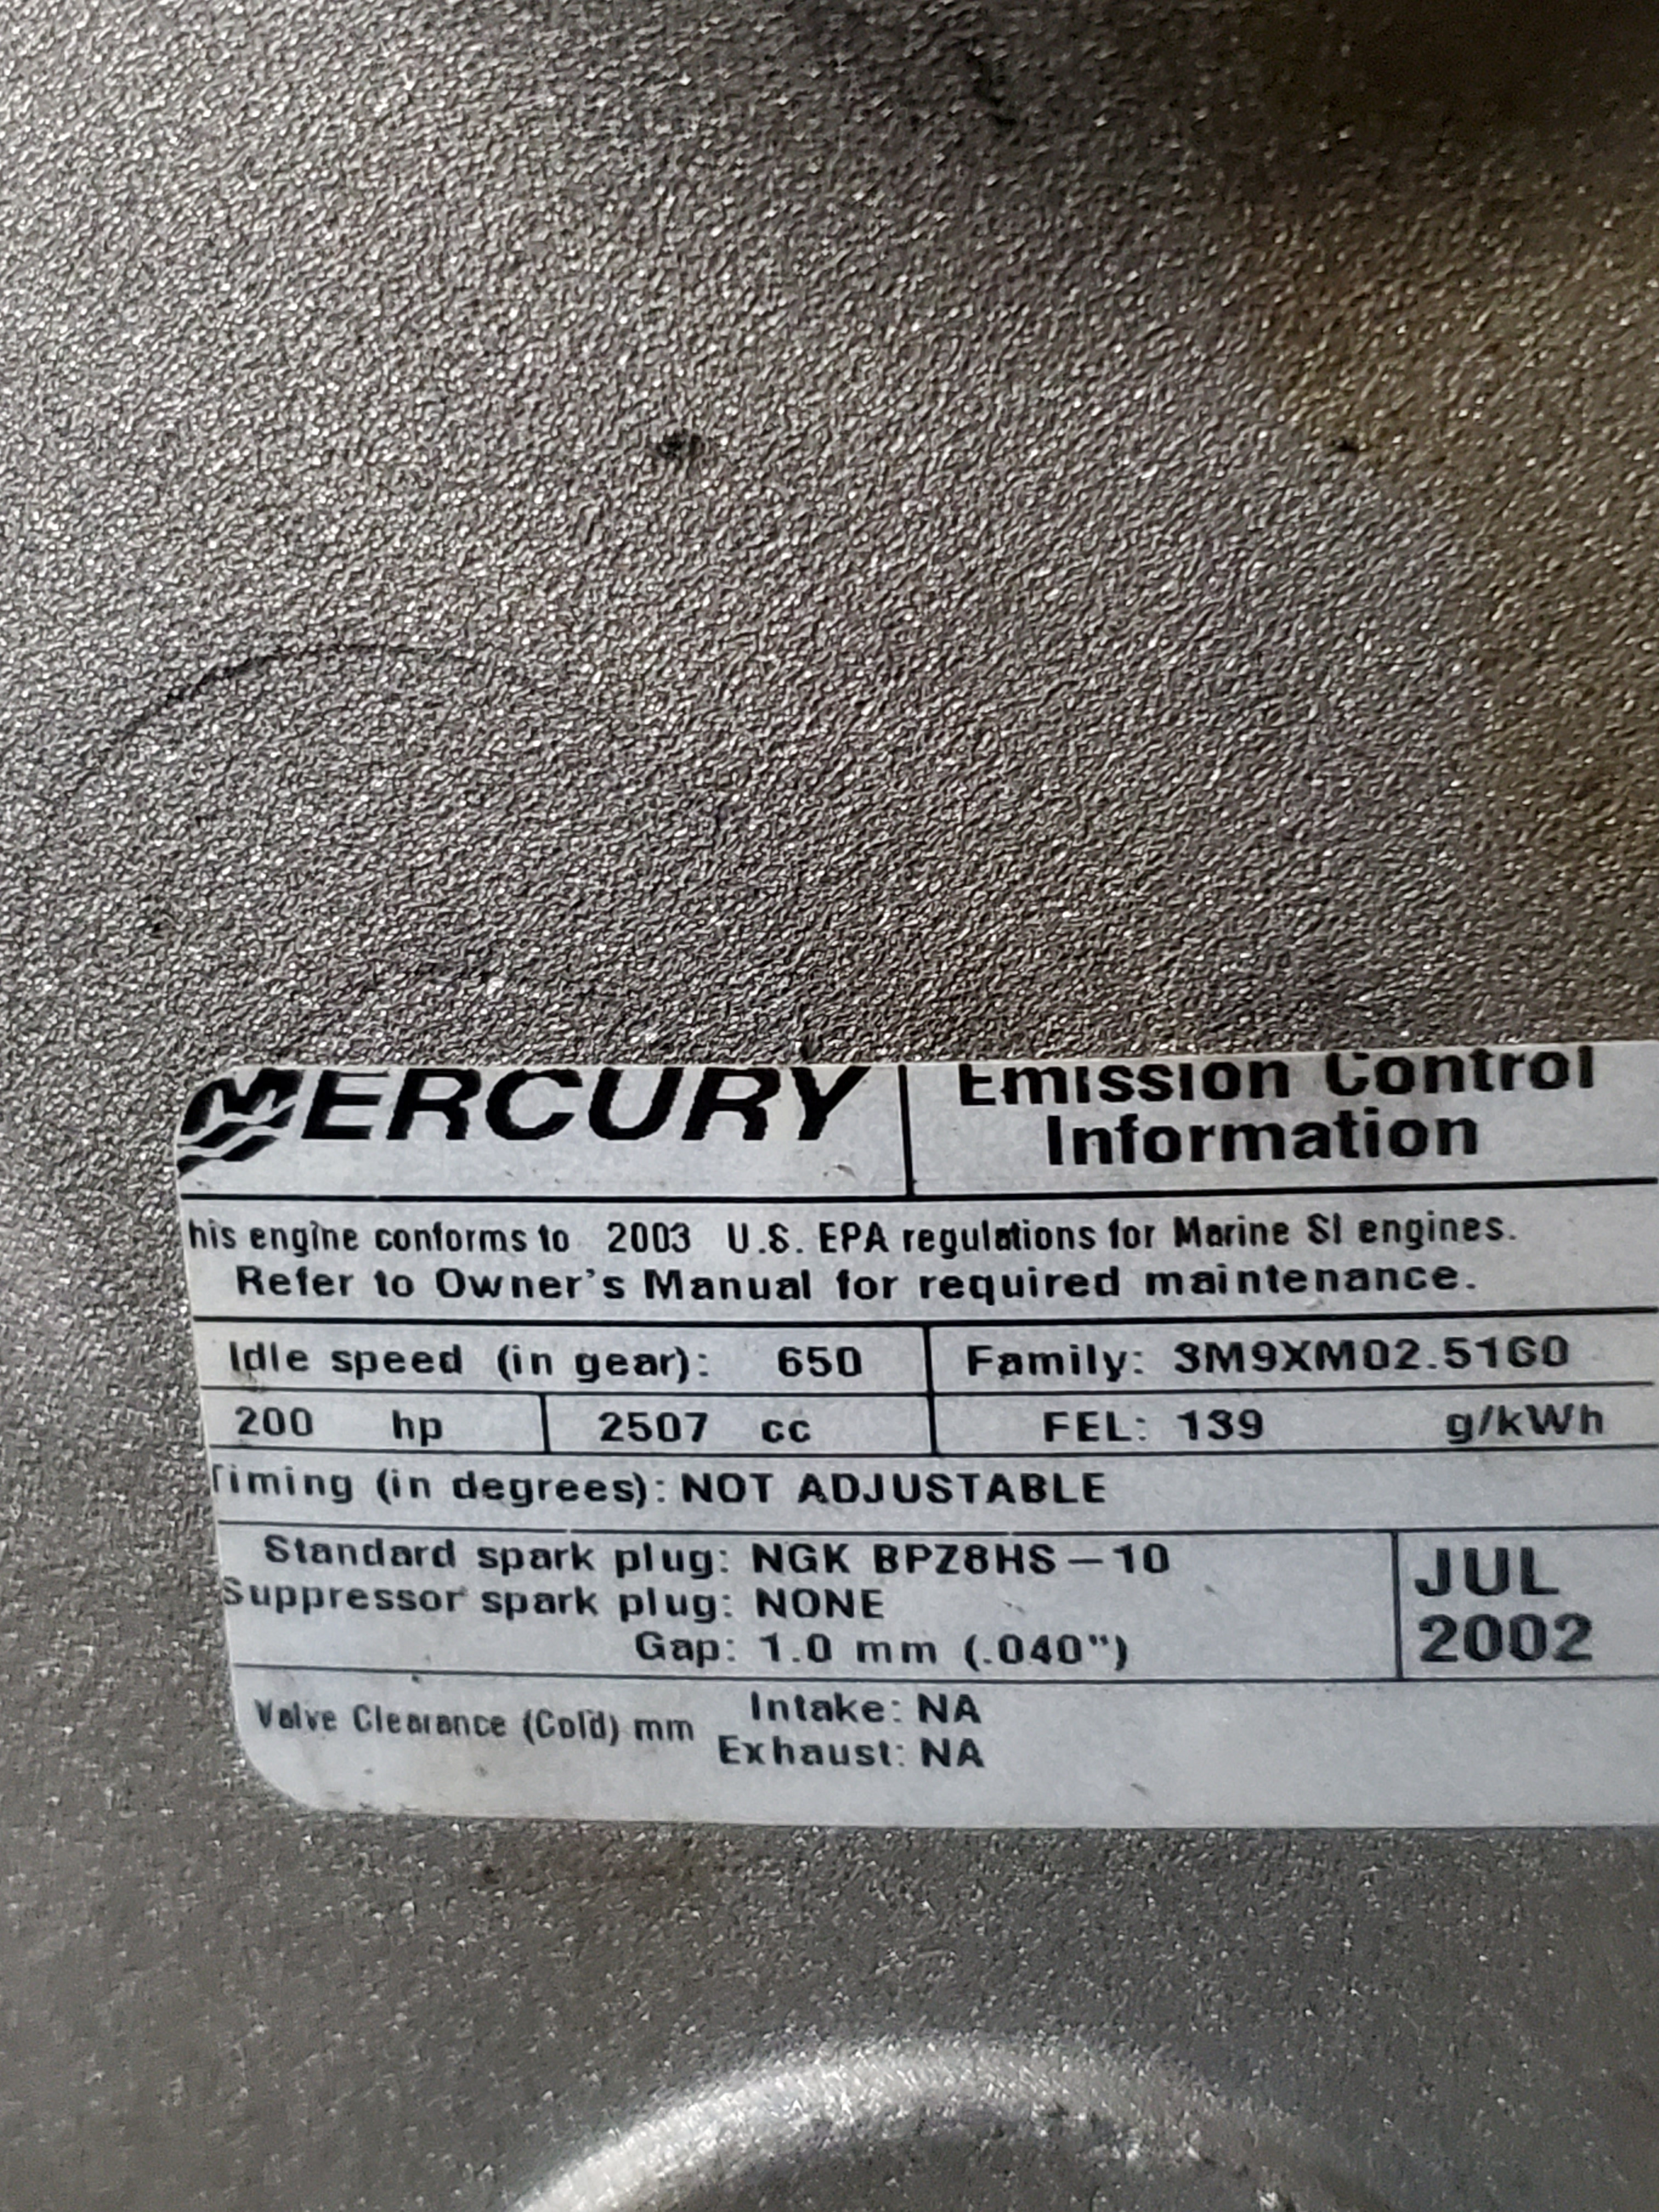 MERCURY
Emission Control
Information
his engine conforms to 2003 U.S. EPA regulations for Marine SI engines.
Refer to Owner's Manual for required maintenance.
Idle speed (in gear): 650
Family: 3M9XM02.51G0
200 hp 2507 cc
FEL: 139 g/kWh
Timing (in degrees): NOT ADJUSTABLE
Standard spark plug: NGK BPZ8HS-10
Suppressor spark plug: NONE
Gap: 1.0 mm (.040")
JUL
2002
Valve Clearance (Cold) mm
Intake: NA
Exhaust: NA